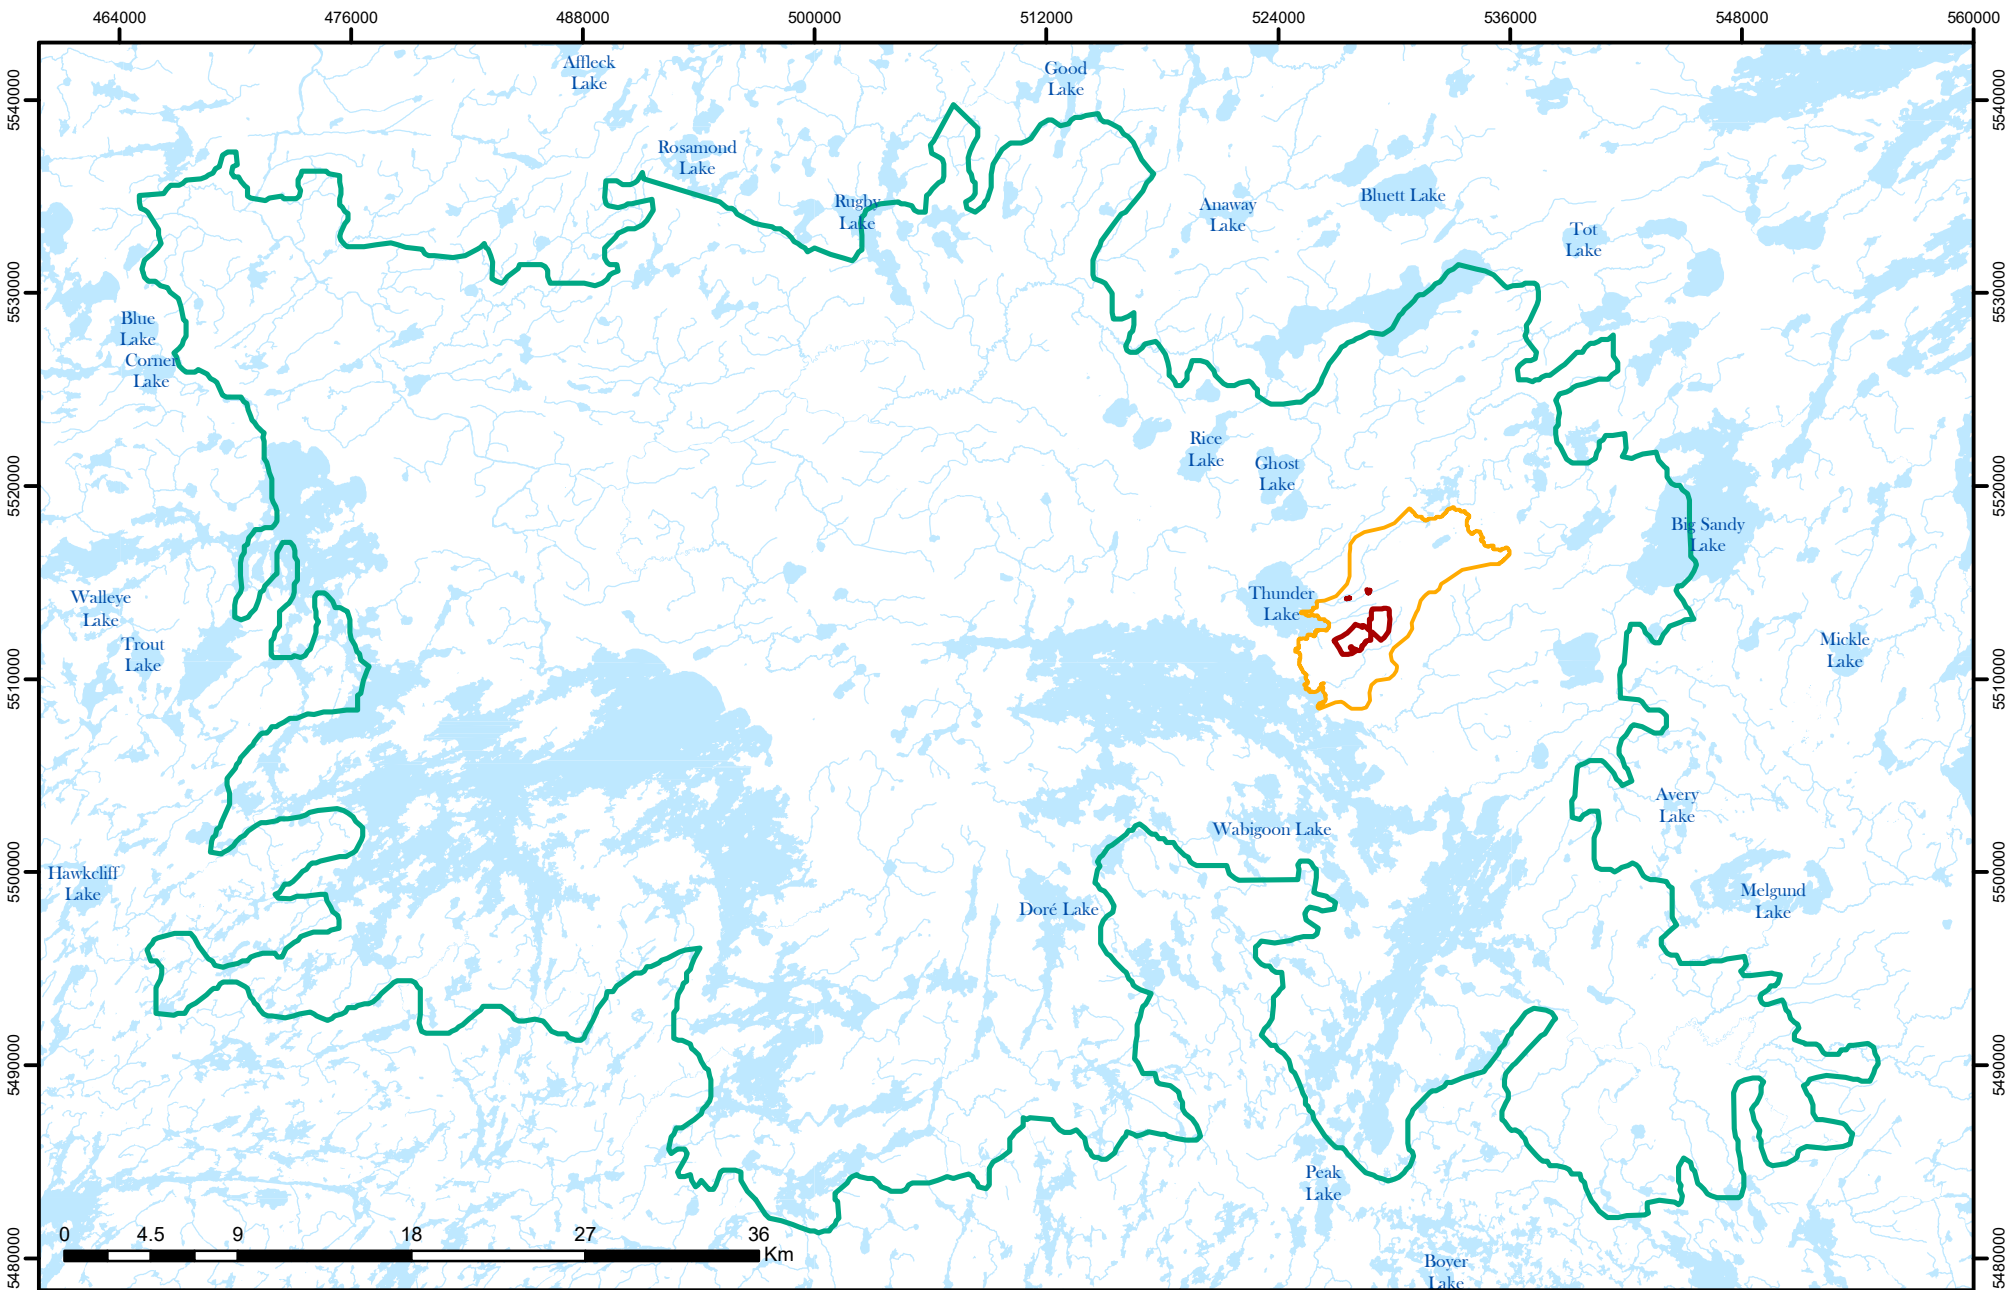 464000 476000 488000 500000 512000 524000 536000 548000 560000
5540000
5530000
5520000
5510000
5500000
5490000
5480000
Affleck
Lake
Good
Lake
Rosamond
Lake
Rugby
Lake
Anaway
Lake
Bluett Lake
Tot
Lake
Blue
Lake
Corner
Lake
Rice
Lake
Ghost
Lake
Big Sandy
Lake
Walleye
Lake
Trout
Lake
Thunder
Lake
Mickle
Lake
Avery
Lake
Wabigoon Lake
Hawkcliff
Lake
Doré Lake
Melgund
Lake
Peak
Lake
Boyer
Lake
0 4.5 9 18 27 36
Km
5540000
5530000
5520000
5510000
5500000
5490000
5480000